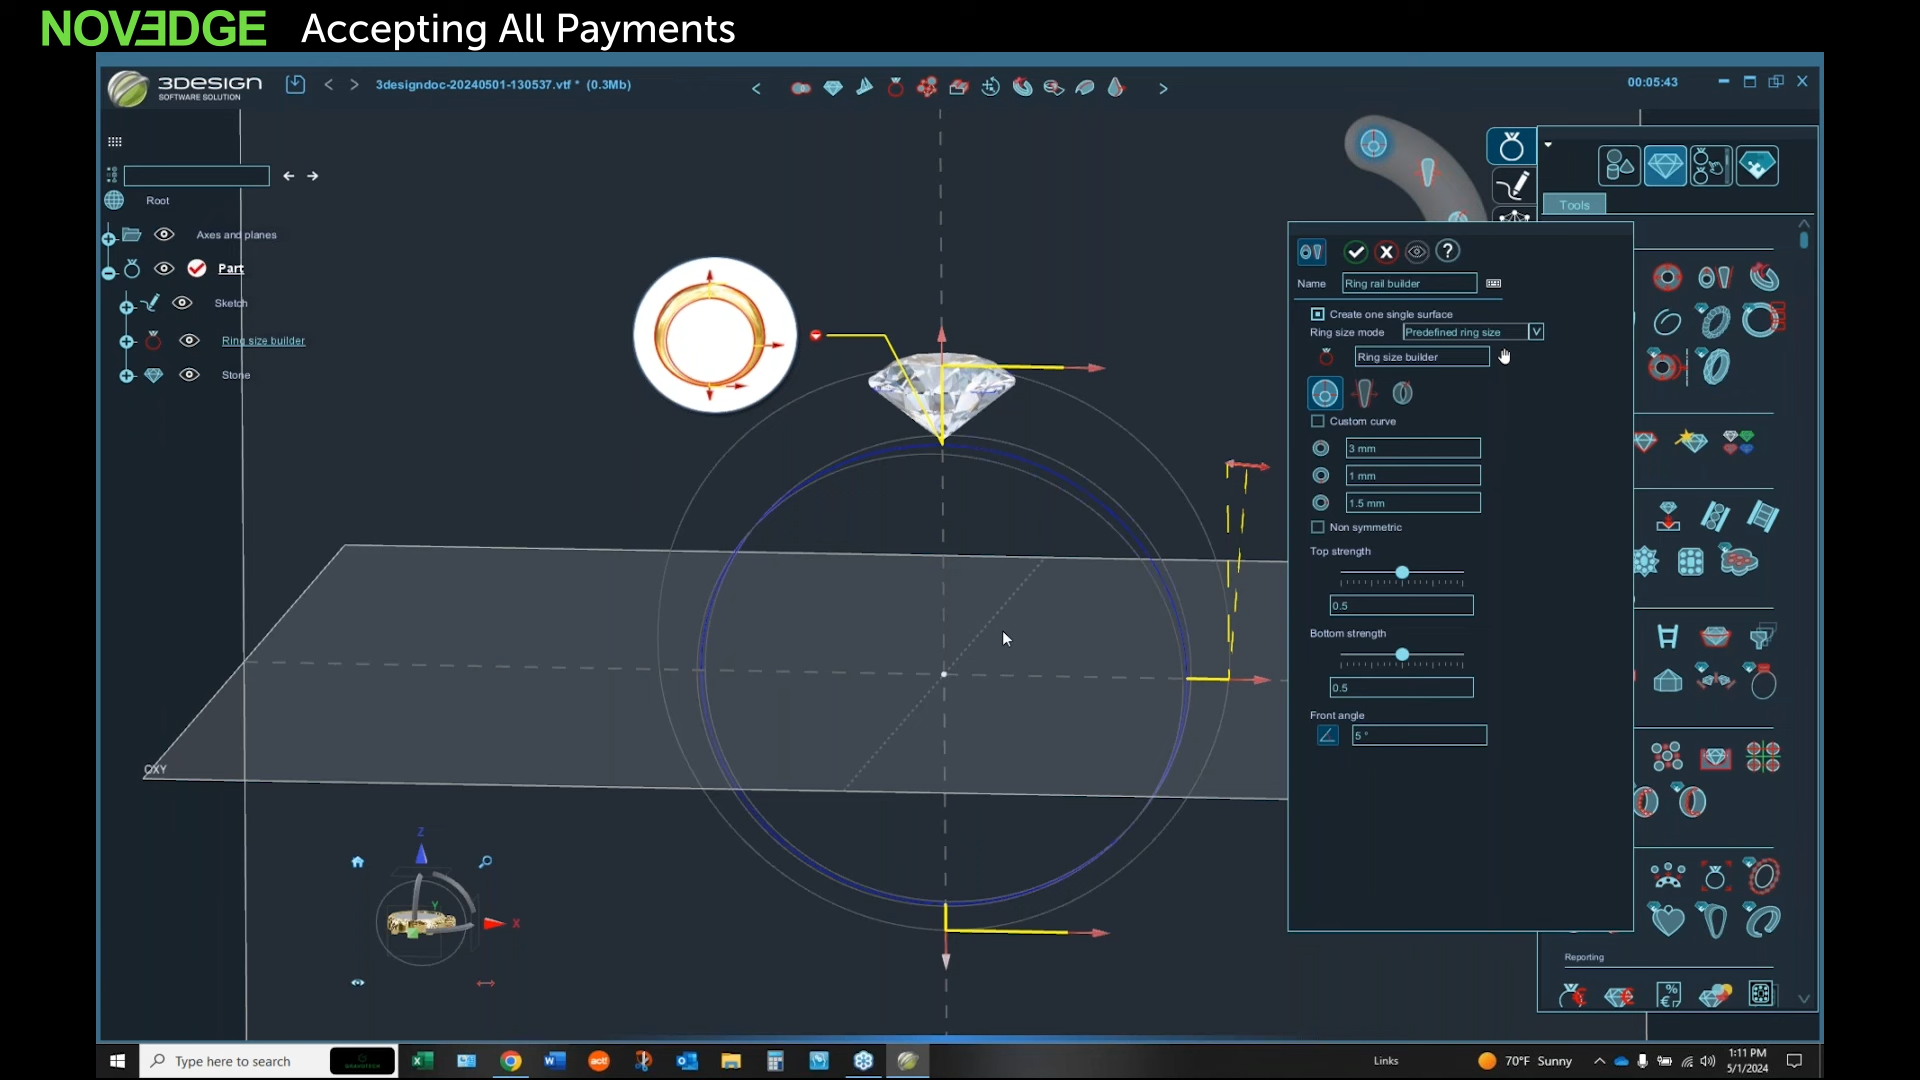 NOVEDGE Accepting All Payments
3DESIGN
SOFTWARE SOLUTION
3designdoc-20240501-130537.vtf * (0.3Mb)
00:05:43
Root
Axes and planes
Part
Sketch
Ring size builder
Stone
Tools
Name
Ring rail builder
Create one single surface
Ring size mode
Predefined ring size
Ring size builder
Custom curve
3 mm
1 mm
1.5 mm
Non symmetric
Top strength
0.5
Bottom strength
0.5
Front angle
5 °
Reporting
OXY
Z
Y
X
Type here to search
Links
70°F Sunny
1:11 PM
5/1/2024